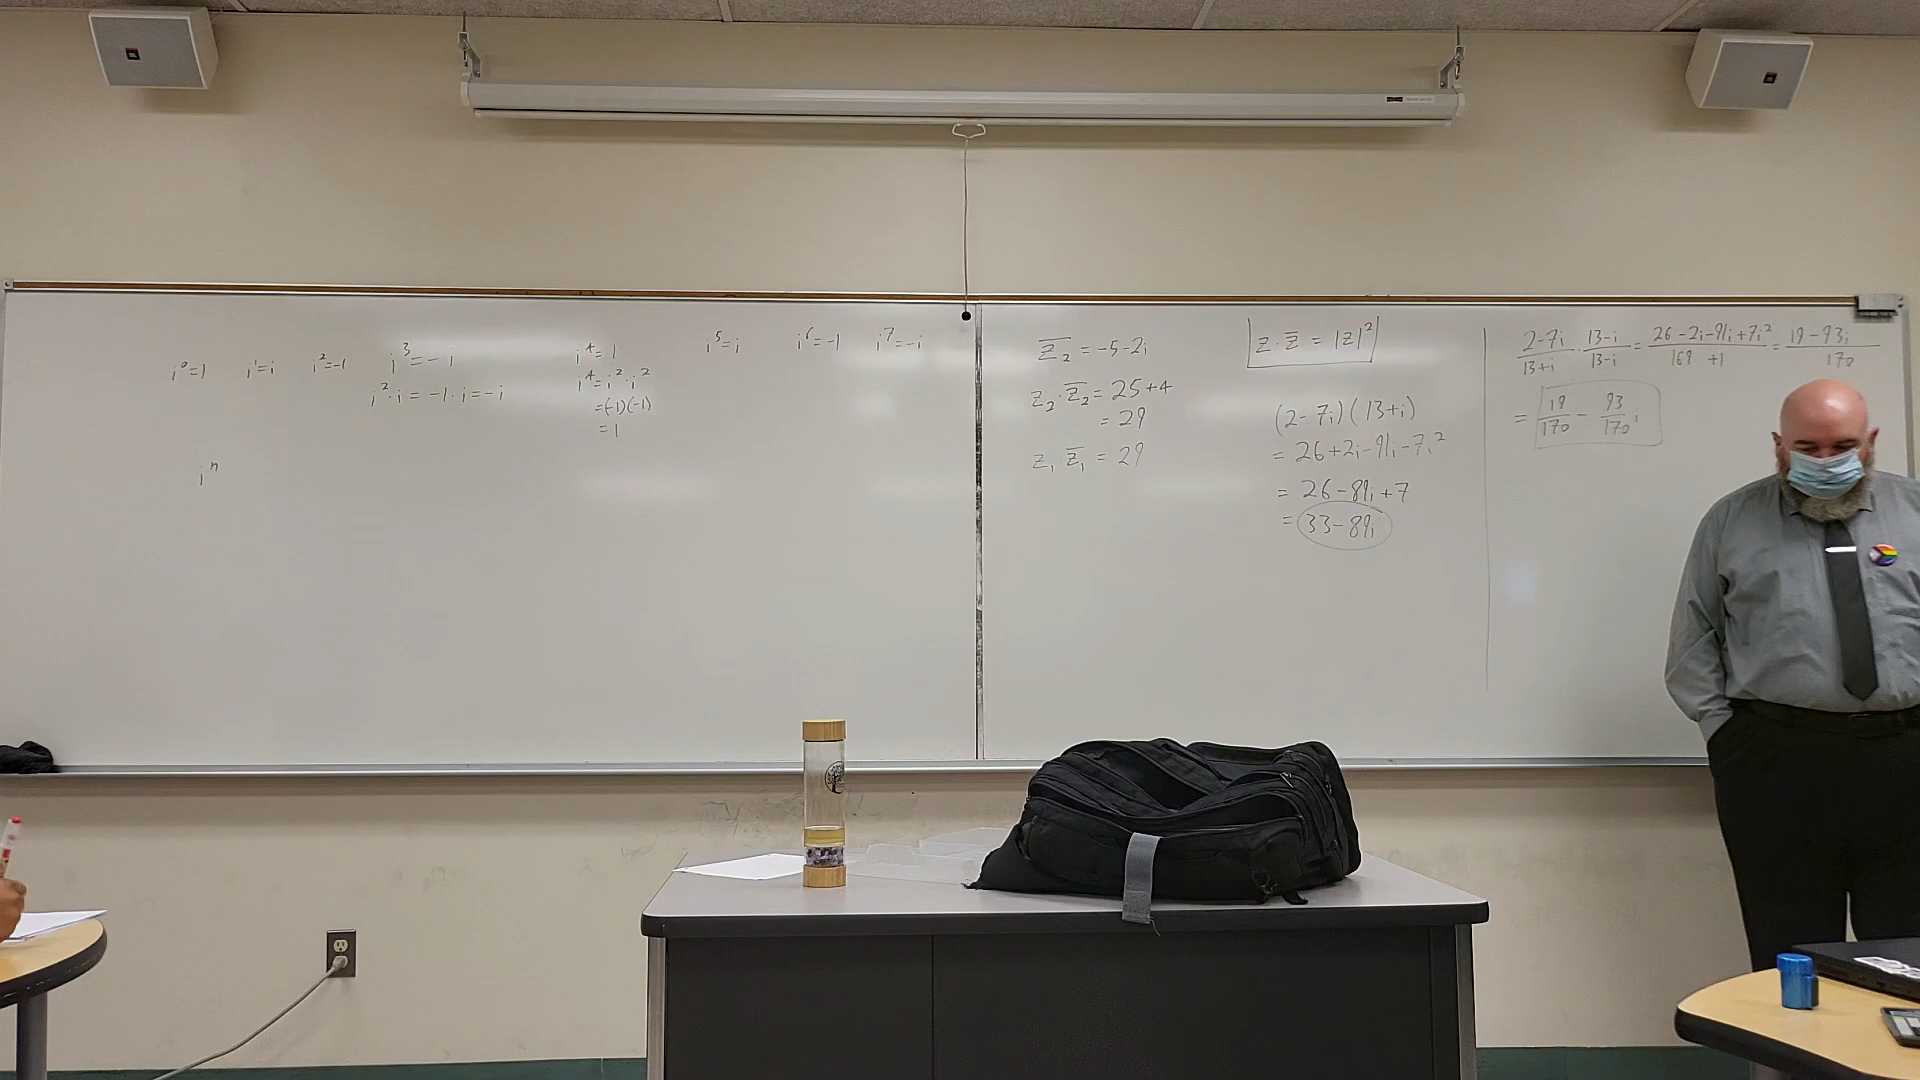 i⁰=1 i¹=i i²=-1 i³=-i
i²·i = -1·i = -i
i⁴=1
i⁴=i²·i²
=(-1)(-1)
=1
i⁵=i i⁶=-1 i⁷=-i
iⁿ
z̅₂ = -5-2i
z₂·z̅₂ = 25+4
= 29
z₁·z̅₁ = 29
z·z̅ = |z|²
(2-7i)(13+i)
= 26+2i-91i-7i²
= 26-89i+7
= 33-89i
(2-7i)/(13+i) · (13-i)/(13-i) = (26-2i-91i+7i²)/(169+1) = (19-93i)/170
= 19/170 - 93/170 i